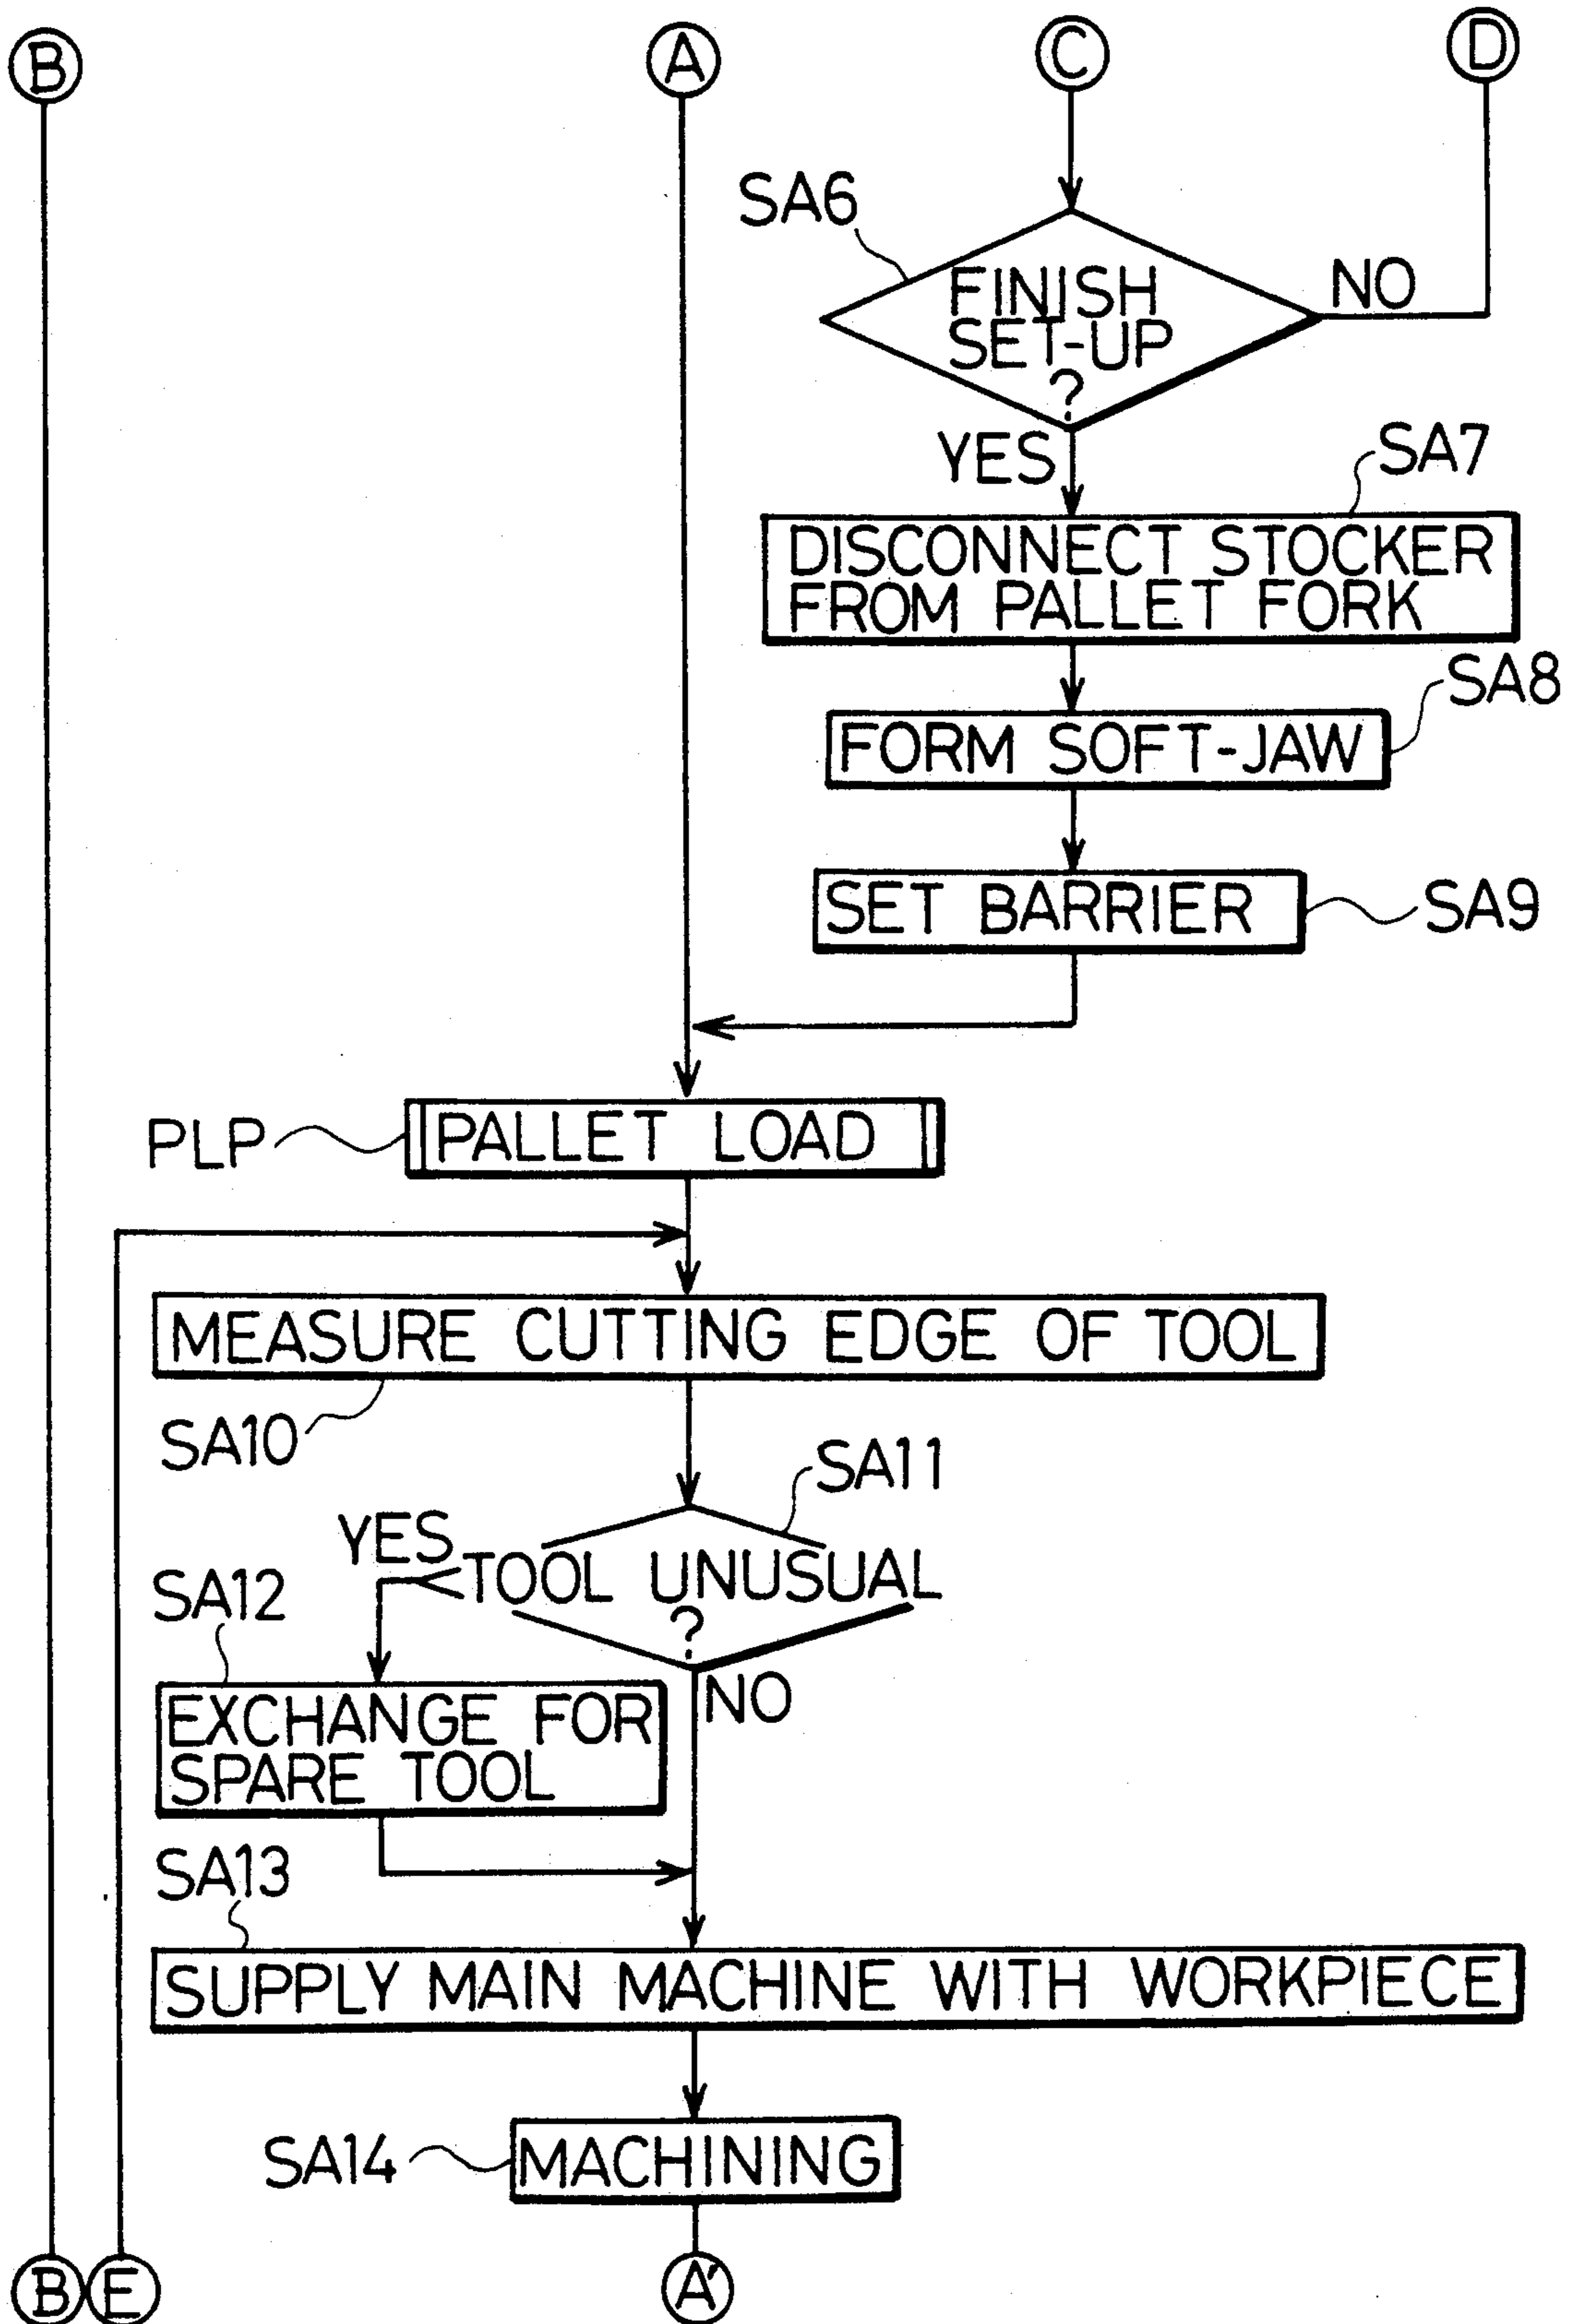 B
A
C
D
SA6
FINISH
SET-UP
?
NO
YES
SA7
DISCONNECT STOCKER
FROM PALLET FORK
SA8
FORM SOFT-JAW
SET BARRIER
SA9
PLP
PALLET LOAD
MEASURE CUTTING EDGE OF TOOL
SA10
SA11
YES
TOOL UNUSUAL
?
SA12
NO
EXCHANGE FOR
SPARE TOOL
SA13
SUPPLY MAIN MACHINE WITH WORKPIECE
SA14
MACHINING
B
E
A'